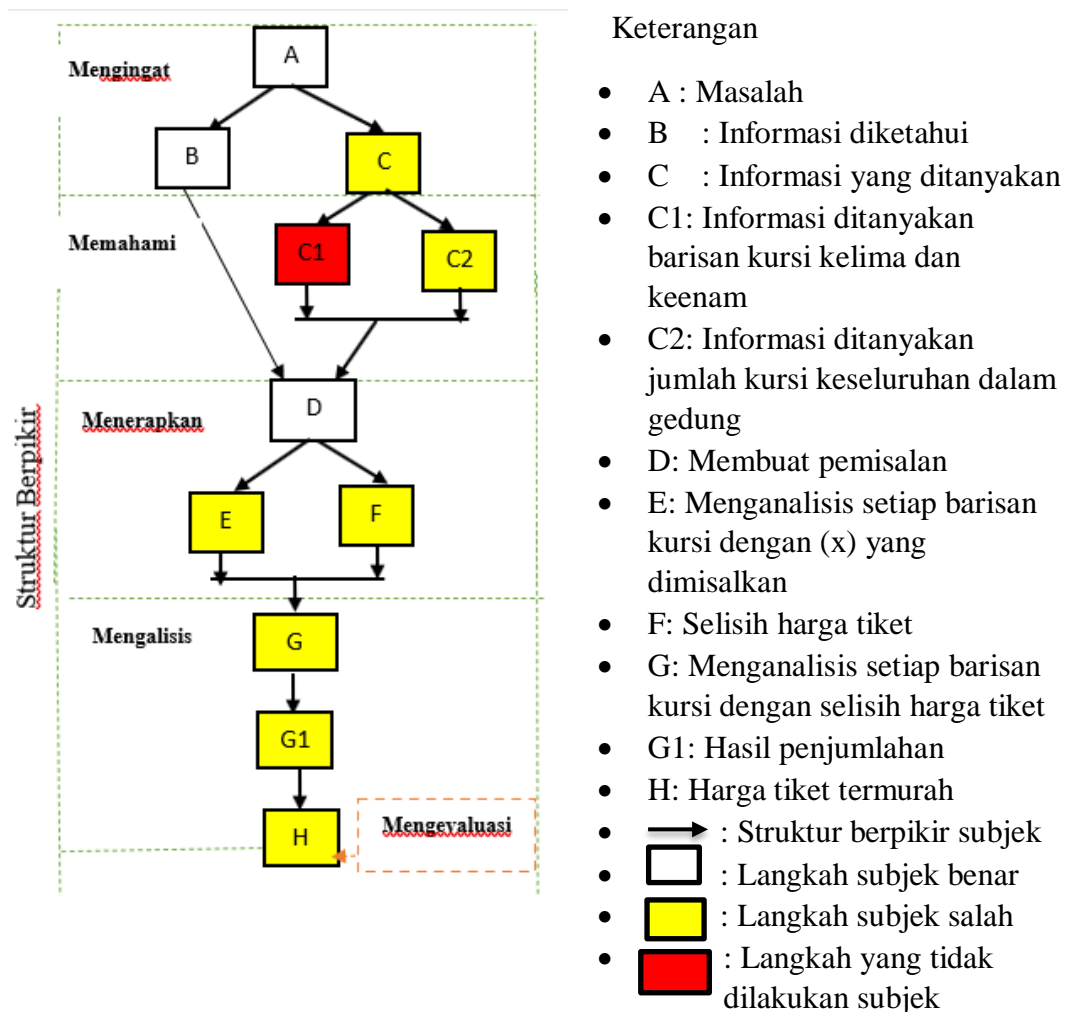 Mengingat
A
B
C
Memahami
C1
C2
Struktur Berpikir
Menerapkan
D
E
F
Mengalisis
G
G1
H
Mengevaluasi
Keterangan
• A : Masalah
• B : Informasi diketahui
• C : Informasi yang ditanyakan
• C1: Informasi ditanyakan
barisan kursi kelima dan
keenam
• C2: Informasi ditanyakan
jumlah kursi keseluruhan dalam
gedung
• D: Membuat pemisalan
• E: Menganalisis setiap barisan
kursi dengan (x) yang
dimisalkan
• F: Selisih harga tiket
• G: Menganalisis setiap barisan
kursi dengan selisih harga tiket
• G1: Hasil penjumlahan
• H: Harga tiket termurah
• : Struktur berpikir subjek
• : Langkah subjek benar
• : Langkah subjek salah
• : Langkah yang tidak
dilakukan subjek